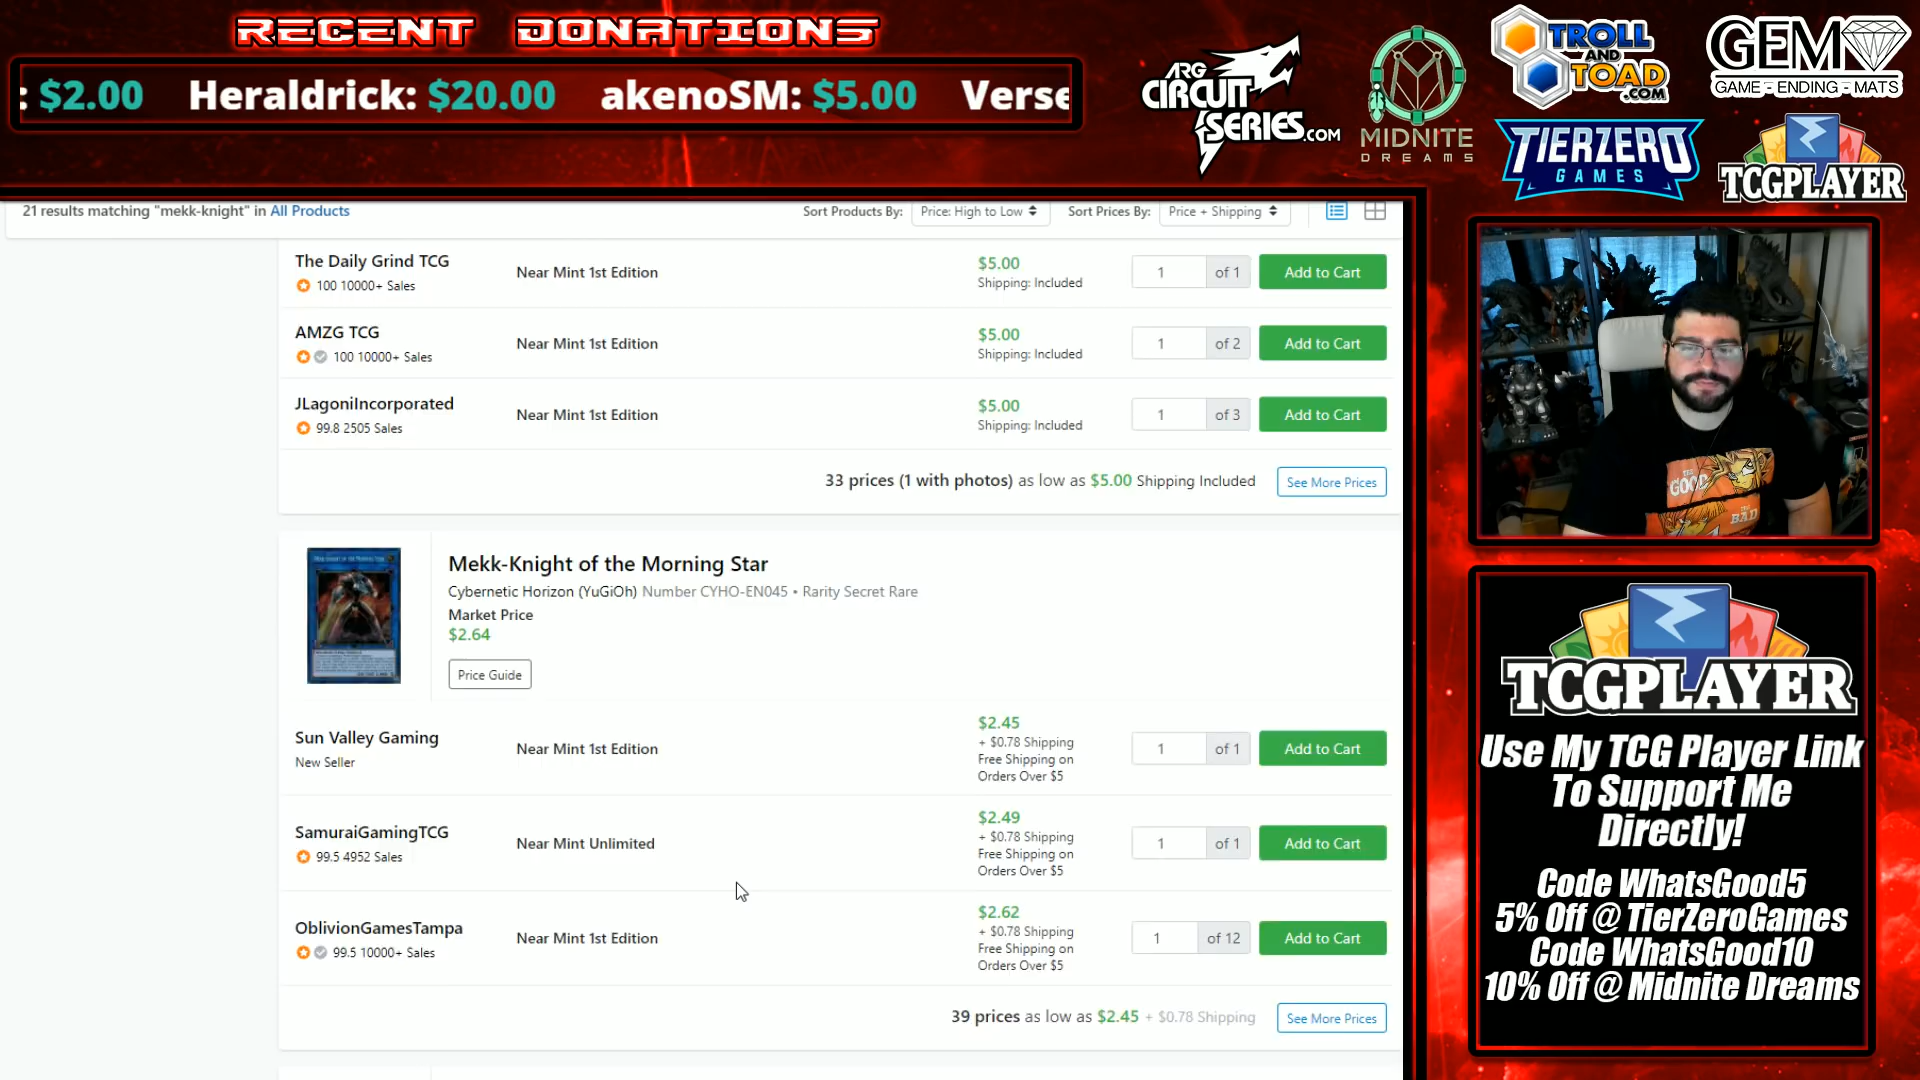 RECENT DONATIONS
: $2.00 Heraldrick: $20.00 akenoSM: $5.00 Verse
ARG CIRCUIT SERIES.COM
MIDNITE DREAMS
TROLL AND TOAD .COM
GEM
GAME - ENDING - MATS
TIERZERO GAMES
TCGPLAYER
21 results matching "mekk-knight" in All Products
Sort Products By: Price: High to Low Sort Prices By: Price + Shipping
The Daily Grind TCG
100 10000+ Sales
Near Mint 1st Edition
$5.00
Shipping: Included
1 of 1 Add to Cart
AMZG TCG
100 10000+ Sales
Near Mint 1st Edition
$5.00
Shipping: Included
1 of 2 Add to Cart
JLagoniIncorporated
99.8 2505 Sales
Near Mint 1st Edition
$5.00
Shipping: Included
1 of 3 Add to Cart
33 prices (1 with photos) as low as $5.00 Shipping Included See More Prices
Mekk-Knight of the Morning Star
Cybernetic Horizon (YuGiOh) Number CYHO-EN045 • Rarity Secret Rare
Market Price
$2.64
Price Guide
Sun Valley Gaming
New Seller
Near Mint 1st Edition
$2.45
+ $0.78 Shipping
Free Shipping on
Orders Over $5
1 of 1 Add to Cart
SamuraiGamingTCG
99.5 4952 Sales
Near Mint Unlimited
$2.49
+ $0.78 Shipping
Free Shipping on
Orders Over $5
1 of 1 Add to Cart
OblivionGamesTampa
99.5 10000+ Sales
Near Mint 1st Edition
$2.62
+ $0.78 Shipping
Free Shipping on
Orders Over $5
1 of 12 Add to Cart
39 prices as low as $2.45 + $0.78 Shipping See More Prices
THE
GOOD
THE
BAD
TCGPLAYER
Use My TCG Player Link
To Support Me
Directly!
Code WhatsGood5
5% Off @ TierZeroGames
Code WhatsGood10
10% Off @ Midnite Dreams